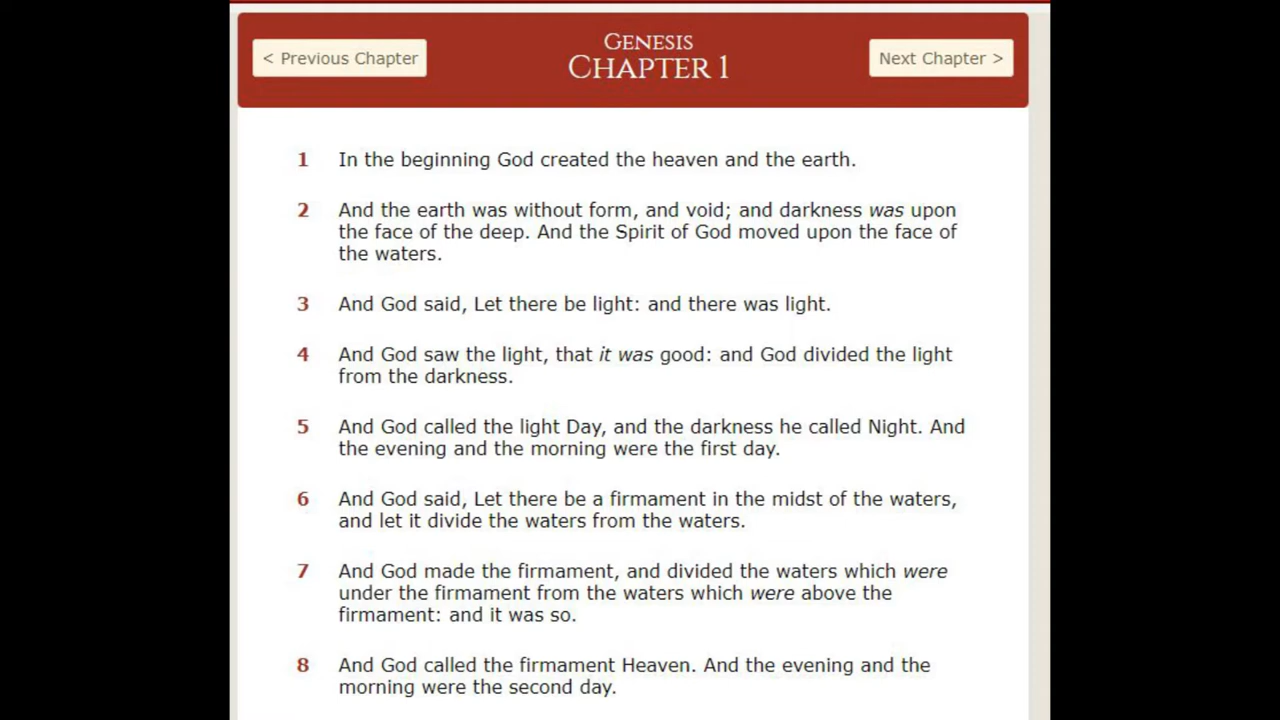 < Previous Chapter
GENESIS
CHAPTER 1
Next Chapter >
1 In the beginning God created the heaven and the earth.
2 And the earth was without form, and void; and darkness was upon
the face of the deep. And the Spirit of God moved upon the face of
the waters.
3 And God said, Let there be light: and there was light.
4 And God saw the light, that it was good: and God divided the light
from the darkness.
5 And God called the light Day, and the darkness he called Night. And
the evening and the morning were the first day.
6 And God said, Let there be a firmament in the midst of the waters,
and let it divide the waters from the waters.
7 And God made the firmament, and divided the waters which were
under the firmament from the waters which were above the
firmament: and it was so.
8 And God called the firmament Heaven. And the evening and the
morning were the second day.